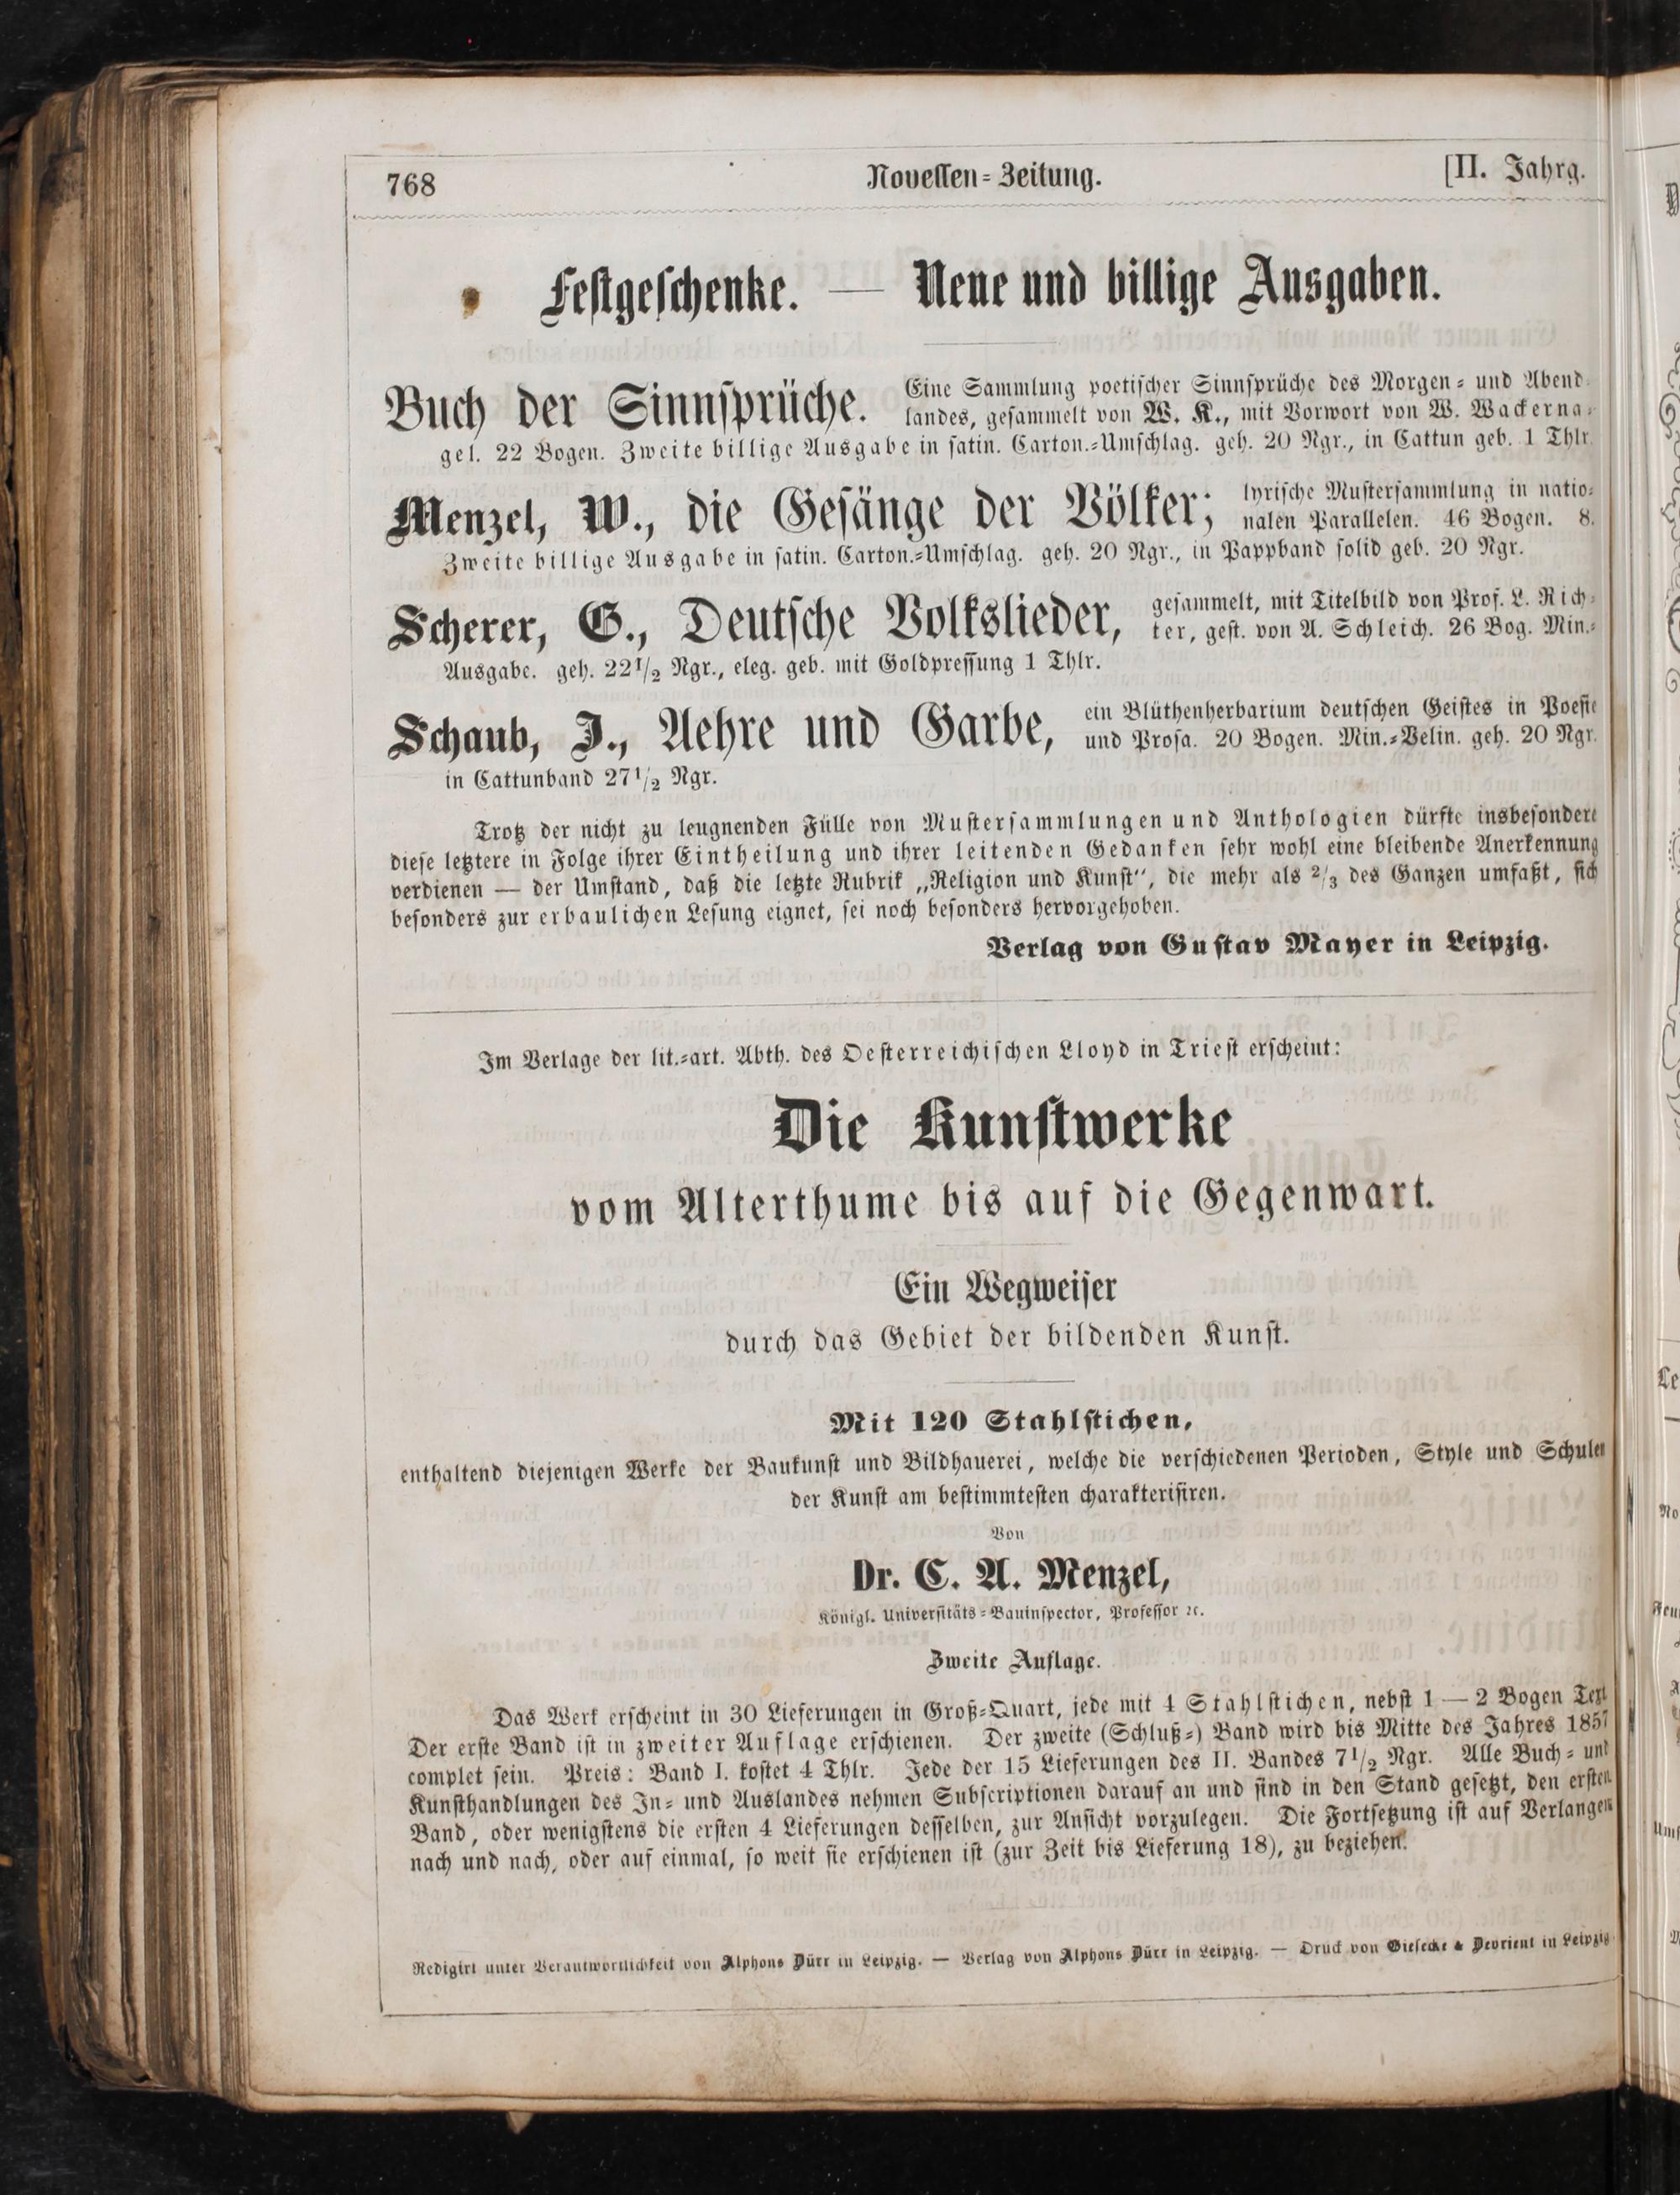 768
Novellen-Zeitung.
[II. Jahrg.
Festgeschenke. — Neue und billige Ausgaben.
Buch der Sinnsprüche. Eine Sammlung poetischer Sinnsprüche des Morgen- und Abend-
landes, gesammelt von W. K., mit Vorwort von W. Wackerna-
gel. 22 Bogen. Zweite billige Ausgabe in satin. Carton.-Umschlag. geh. 20 Ngr., in Cattun geb. 1 Thlr.
Menzel, W., die Gesänge der Völker; lyrische Mustersammlung in natio-
nalen Parallelen. 46 Bogen. 8.
Zweite billige Ausgabe in satin. Carton.-Umschlag. geh. 20 Ngr., in Pappband solid geb. 20 Ngr.
Scherer, G., Deutsche Volkslieder, gesammelt, mit Titelbild von Prof. L. Rich-
ter, gest. von A. Schleich. 26 Bog. Min.-
Ausgabe. geh. 22 1/2 Ngr., eleg. geb. mit Goldpressung 1 Thlr.
Schaub, J., Aehre und Garbe, ein Blüthenherbarium deutschen Geistes in Poesie
und Prosa. 20 Bogen. Min.-Velin. geh. 20 Ngr.
in Cattunband 27 1/2 Ngr.
Trotz der nicht zu leugnenden Fülle von Mustersammlungen und Anthologien dürfte insbesondere
diese letztere in Folge ihrer Eintheilung und ihrer leitenden Gedanken sehr wohl eine bleibende Anerkennung
verdienen — der Umstand, daß die letzte Rubrik „Religion und Kunst“, die mehr als 2/3 des Ganzen umfaßt, sich
besonders zur erbaulichen Lesung eignet, sei noch besonders hervorgehoben.
Verlag von Gustav Mayer in Leipzig.
Im Verlage der lit.-art. Abth. des Oesterreichischen Lloyd in Triest erscheint:
Die Kunstwerke
vom Alterthume bis auf die Gegenwart.
Ein Wegweiser
durch das Gebiet der bildenden Kunst.
Mit 120 Stahlstichen,
enthaltend diejenigen Werke der Baukunst und Bildhauerei, welche die verschiedenen Perioden, Style und Schulen
der Kunst am bestimmtesten charakterisiren.
Von
Dr. C. A. Menzel,
Königl. Universitäts-Bauinspector, Professor ꝛc.
Zweite Auflage.
Das Werk erscheint in 30 Lieferungen in Groß-Quart, jede mit 4 Stahlstichen, nebst 1 — 2 Bogen Text
Der erste Band ist in zweiter Auflage erschienen. Der zweite (Schluß-) Band wird bis Mitte des Jahres 1857
complet sein. Preis: Band I. kostet 4 Thlr. Jede der 15 Lieferungen des II. Bandes 7 1/2 Ngr. Alle Buch- und
Kunsthandlungen des In- und Auslandes nehmen Subscriptionen darauf an und sind in den Stand gesetzt, den ersten
Band, oder wenigstens die ersten 4 Lieferungen desselben, zur Ansicht vorzulegen. Die Fortsetzung ist auf Verlangen
nach und nach, oder auf einmal, so weit sie erschienen ist (zur Zeit bis Lieferung 18), zu beziehen.
Redigirt unter Verantwortlichkeit von Alphons Dürr in Leipzig. — Verlag von Alphons Dürr in Leipzig. — Druck von Giesecke & Devrient in Leipzig